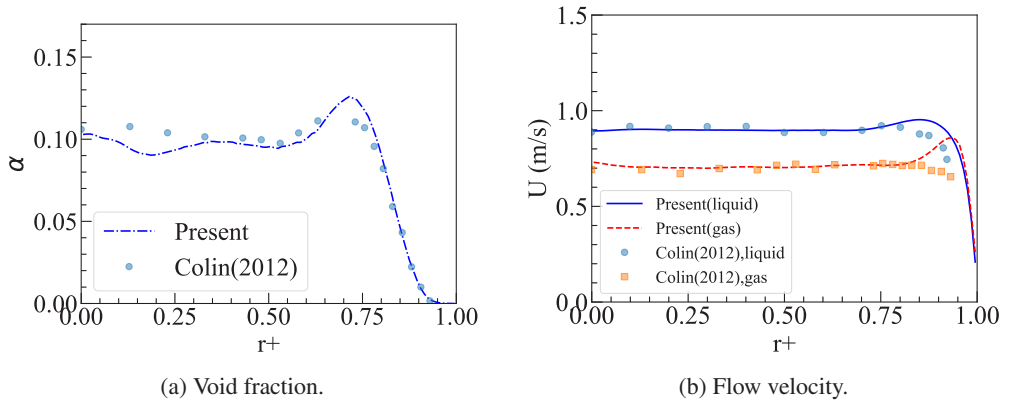 0.15
0.10
0.05
0.00
α
0.00
0.25
0.50
0.75
1.00
r+
Present
Colin(2012)
(a) Void fraction.
1.5
1.0
0.5
0.0
U (m/s)
0.00
0.25
0.50
0.75
1.00
r+
Present(liquid)
Present(gas)
Colin(2012),liquid
Colin(2012),gas
(b) Flow velocity.